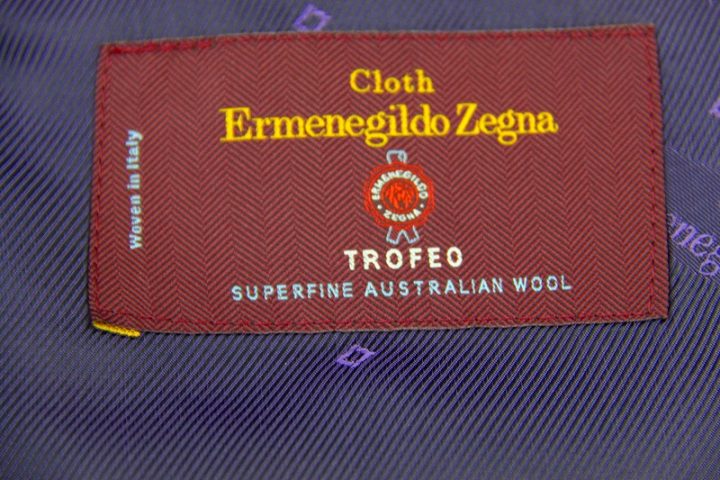 Cloth
Ermenegildo Zegna
Woven in Italy
ERMENEGILDO
ZEGNA
TROFEO
SUPERFINE AUSTRALIAN WOOL